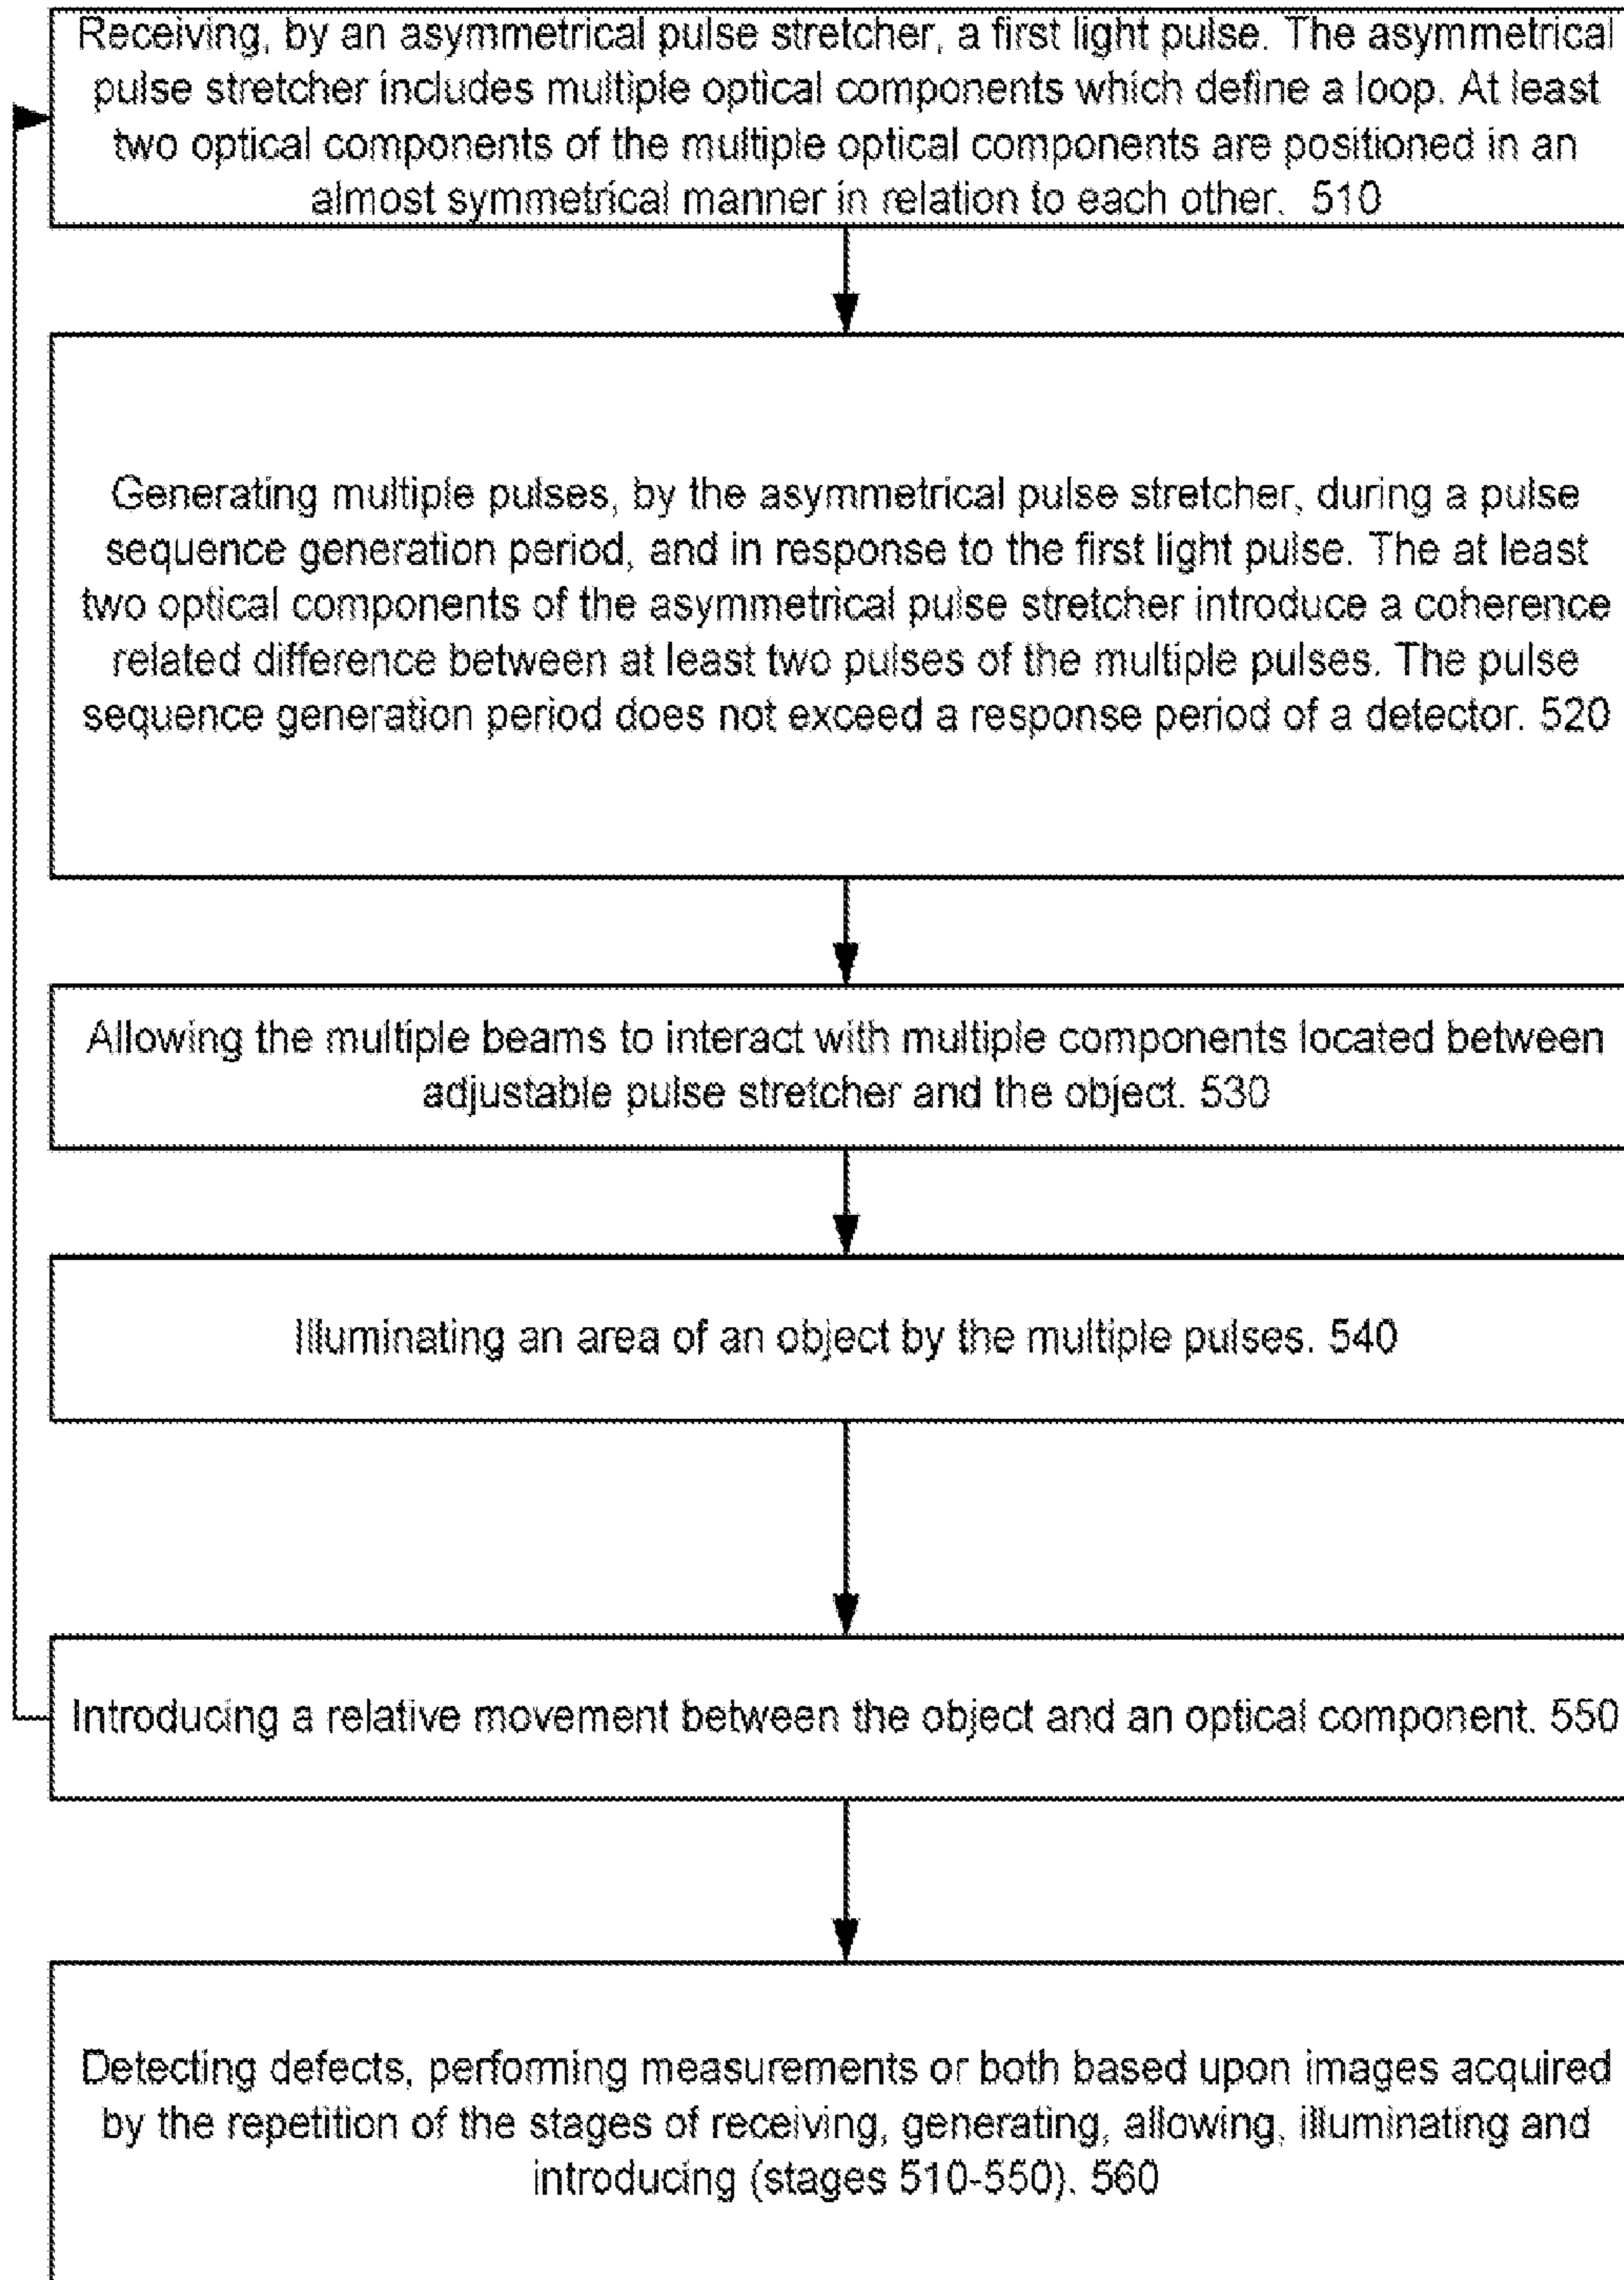 Receiving, by an asymmetrical pulse stretcher, a first light pulse. The asymmetrical
pulse stretcher includes multiple optical components which define a loop. At least
two optical components of the multiple optical components are positioned in an
almost symmetrical manner in relation to each other. 510
Generating multiple pulses, by the asymmetrical pulse stretcher, during a pulse
sequence generation period, and in response to the first light pulse. The at least
two optical components of the asymmetrical pulse stretcher introduce a coherence
related difference between at least two pulses of the multiple pulses. The pulse
sequence generation period does not exceed a response period of a detector. 520
Allowing the multiple beams to interact with multiple components located between
adjustable pulse stretcher and the object. 530
Illuminating an area of an object by the multiple pulses. 540
Introducing a relative movement between the object and an optical component. 550
Detecting defects, performing measurements or both based upon images acquired
by the repetition of the stages of receiving, generating, allowing, illuminating and
introducing (stages 510-550). 560